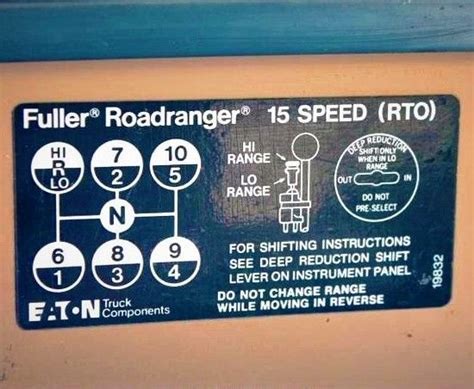 Fuller® Roadranger® 15 SPEED (RTO)
HI
R
LO
7
2
10
5
N
6
1
8
3
9
4
HI
RANGE
LO
RANGE
DEEP REDUCTION
SHIFT ONLY
WHEN IN LO
RANGE
OUT IN
DO NOT
PRE-SELECT
FOR SHIFTING INSTRUCTIONS
SEE DEEP REDUCTION SHIFT
LEVER ON INSTRUMENT PANEL
DO NOT CHANGE RANGE
WHILE MOVING IN REVERSE
EATON Truck
Components
19832